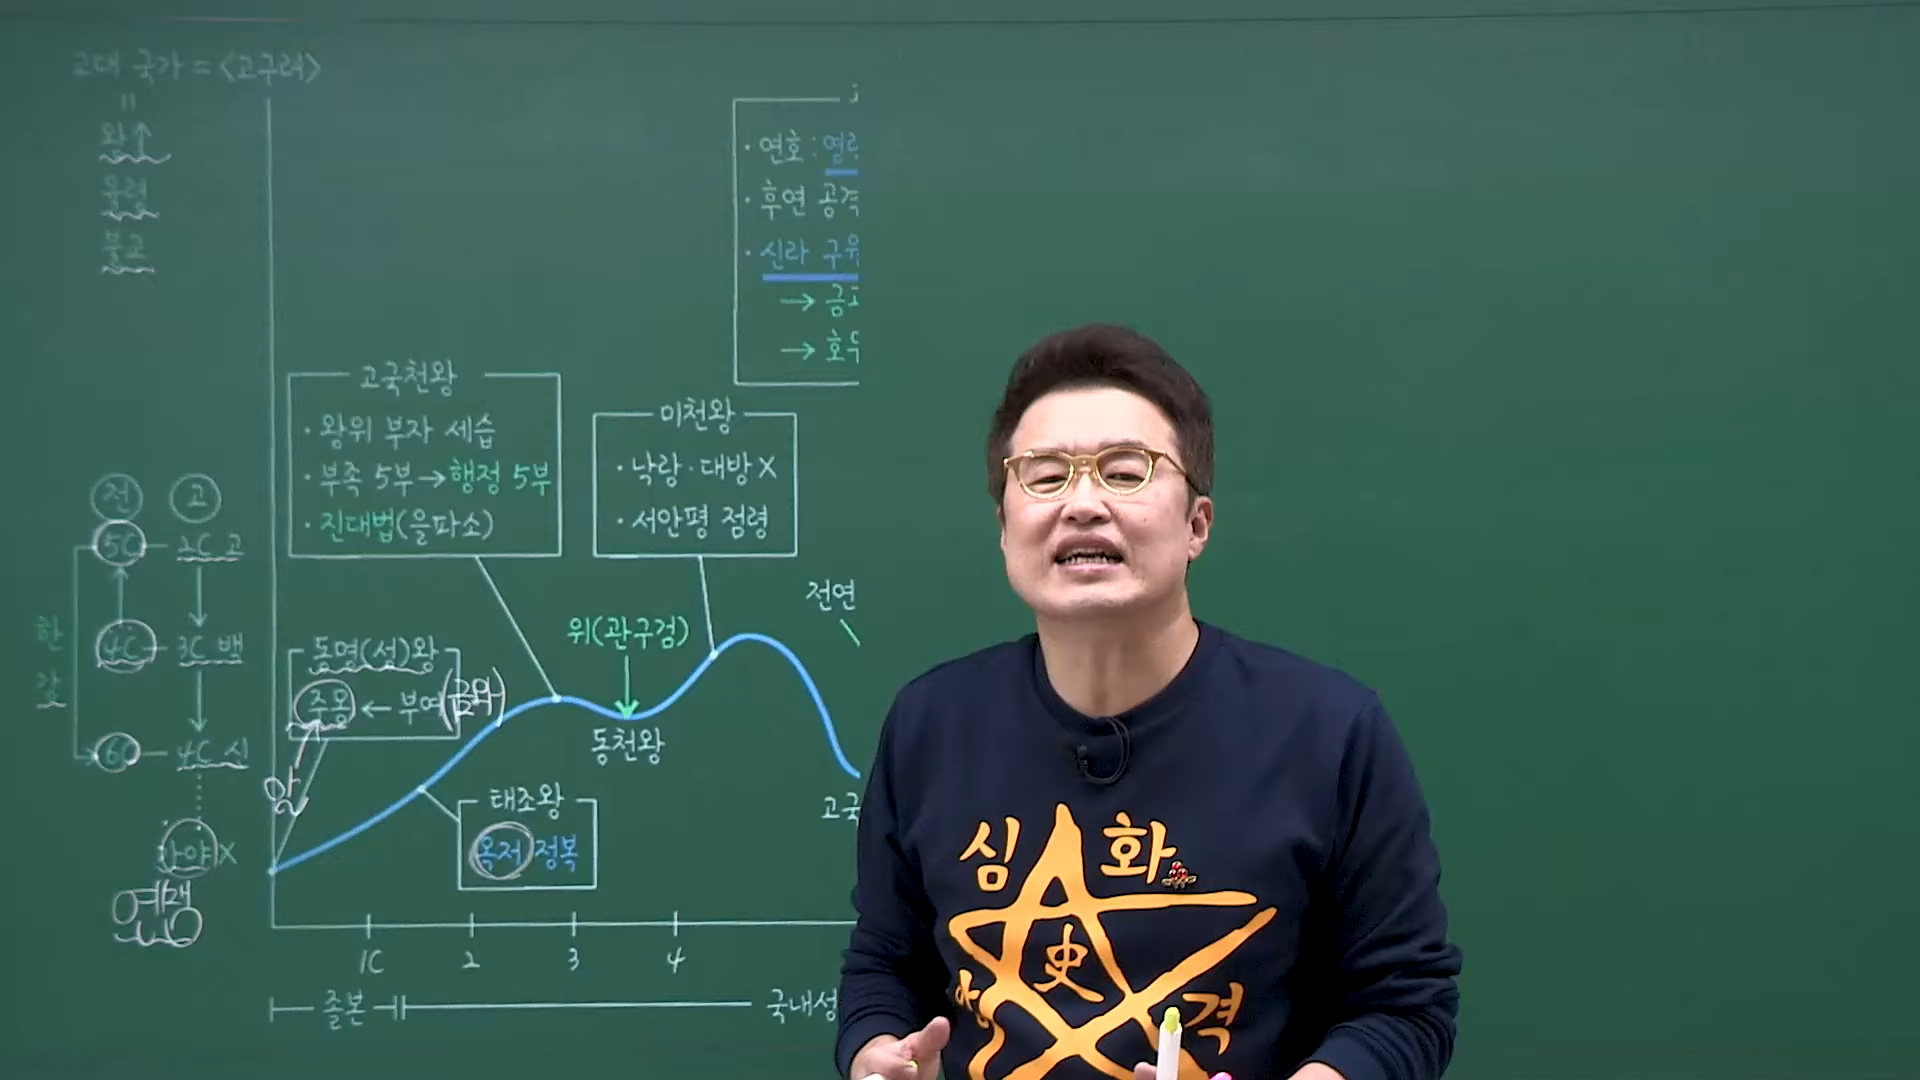 고대 국가 = <고구려>
=
왕↑
율령
불교
전 고
5C - 2C 고
4C - 3C 백
6C - 4C 신
한강
가야 X
연맹
고국천왕
· 왕위 부자 세습
· 부족 5부 → 행정 5부
· 진대법(을파소)
미천왕
· 낙랑·대방 X
· 서안평 점령
· 연호 :
· 후연 공격
· 신라
→
→
동명(성)왕
주몽 ← 부여(금와)
알
위(관구검)
동천왕
전연
태조왕
옥저 정복
1C 2 3 4
졸본 국내성
심화
史
격